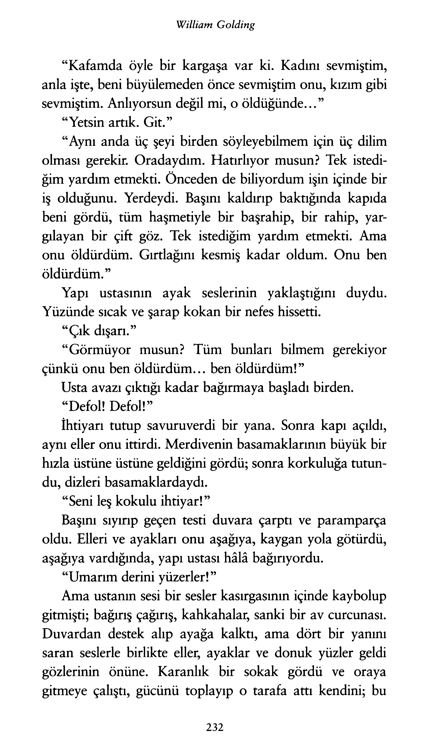 William Golding
“Kafamda öyle bir kargaşa var ki. Kadını sevmiştim,
anla işte, beni büyülemeden önce sevmiştim onu, kızım gibi
sevmiştim. Anlıyorsun değil mi, o öldüğünde...”
“Yetsin artık. Git.”
“Aynı anda üç şeyi birden söyleyebilmem için üç dilim
olması gerekir. Oradaydım. Hatırlıyor musun? Tek istedi-
ğim yardım etmekti. Önceden de biliyordum işin içinde bir
iş olduğunu. Yerdeydi. Başını kaldırıp baktığında kapıda
beni gördü, tüm haşmetiyle bir başrahip, bir rahip, yar-
gılayan bir çift göz. Tek istediğim yardım etmekti. Ama
onu öldürdüm. Gırtlağını kesmiş kadar oldum. Onu ben
öldürdüm.”
Yapı ustasının ayak seslerinin yaklaştığını duydu.
Yüzünde sıcak ve şarap kokan bir nefes hissetti.
“Çık dışarı.”
“Görmüyor musun? Tüm bunları bilmem gerekiyor
çünkü onu ben öldürdüm... ben öldürdüm!”
Usta avazı çıktığı kadar bağırmaya başladı birden.
“Defol! Defol!”
İhtiyarı tutup savuruverdi bir yana. Sonra kapı açıldı,
aynı eller onu ittirdi. Merdivenin basamaklarının büyük bir
hızla üstüne üstüne geldiğini gördü; sonra korkuluğa tutun-
du, dizleri basamaklardaydı.
“Seni leş kokulu ihtiyar!”
Başını sıyırıp geçen testi duvara çarptı ve paramparça
oldu. Elleri ve ayakları onu aşağıya, kaygan yola götürdü,
aşağıya vardığında, yapı ustası hâlâ bağırıyordu.
“Umarım derini yüzerler!”
Ama ustanın sesi bir sesler kasırgasının içinde kaybolup
gitmişti; bağırış çağırış, kahkahalar, sanki bir av curcunası.
Duvardan destek alıp ayağa kalktı, ama dört bir yanını
saran seslerle birlikte eller, ayaklar ve donuk yüzler geldi
gözlerinin önüne. Karanlık bir sokak gördü ve oraya
gitmeye çalıştı, gücünü toplayıp o tarafa attı kendini; bu
232